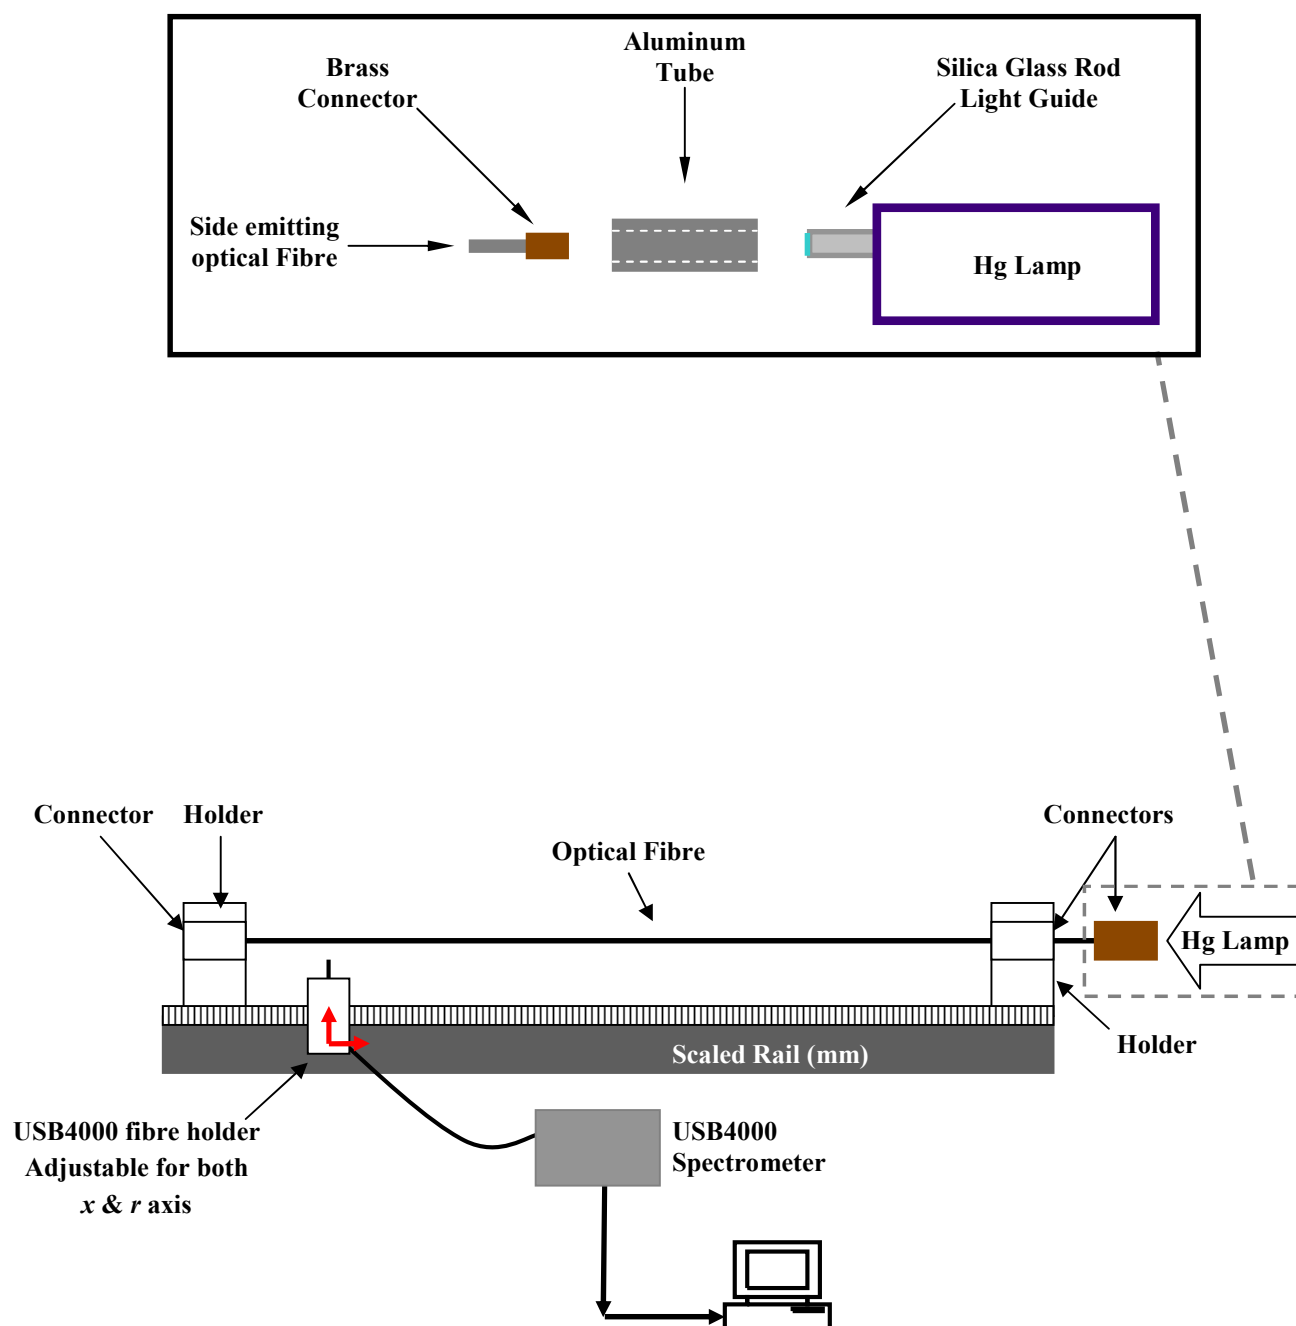 Aluminum
Tube
Brass
Connector
Silica Glass Rod
Light Guide
Side emitting
optical Fibre
Hg Lamp
Connector
Holder
Optical Fibre
Connectors
Hg Lamp
Holder
Scaled Rail (mm)
USB4000 fibre holder
Adjustable for both
x & r axis
USB4000
Spectrometer